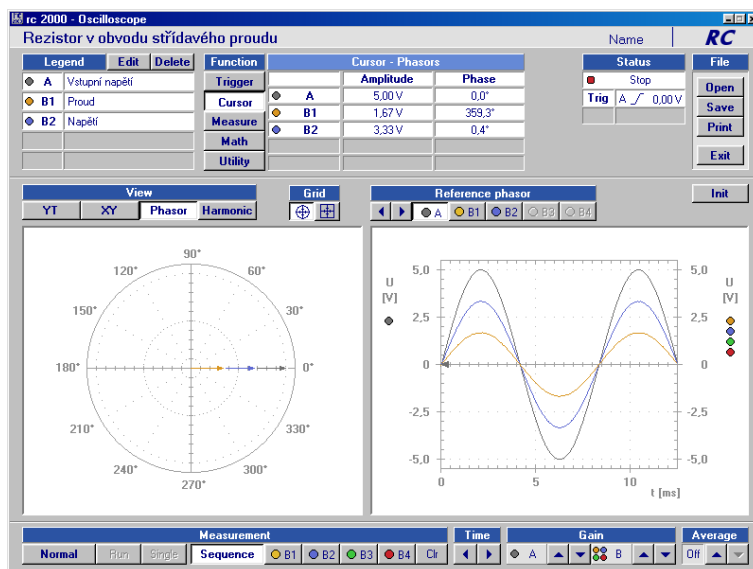 rc 2000 - Oscilloscope
Rezistor v obvodu střídavého proudu
Name
RC
Legend Edit Delete
A Vstupní napětí
B1 Proud
B2 Napětí
Function
Trigger
Cursor
Measure
Math
Utility
Cursor - Phasors
Amplitude Phase
A 5,00 V 0,0°
B1 1,67 V 359,3°
B2 3,33 V 0,4°
Status
Stop
Trig A 0,00 V
File
Open
Save
Print
Exit
View
YT XY Phasor Harmonic
Grid
Reference phasor
A B1 B2 B3 B4
Init
90°
120° 60°
150° 30°
180° 0°
210° 330°
240° 300°
270°
U
[V]
5,0
2,5
0
-2,5
-5,0
5,0
2,5
0
-2,5
-5,0
U
[V]
0 5 10
t [ms]
Measurement
Normal Run Single Sequence B1 B2 B3 B4 Clr
Time
Gain
A B
Average
Off